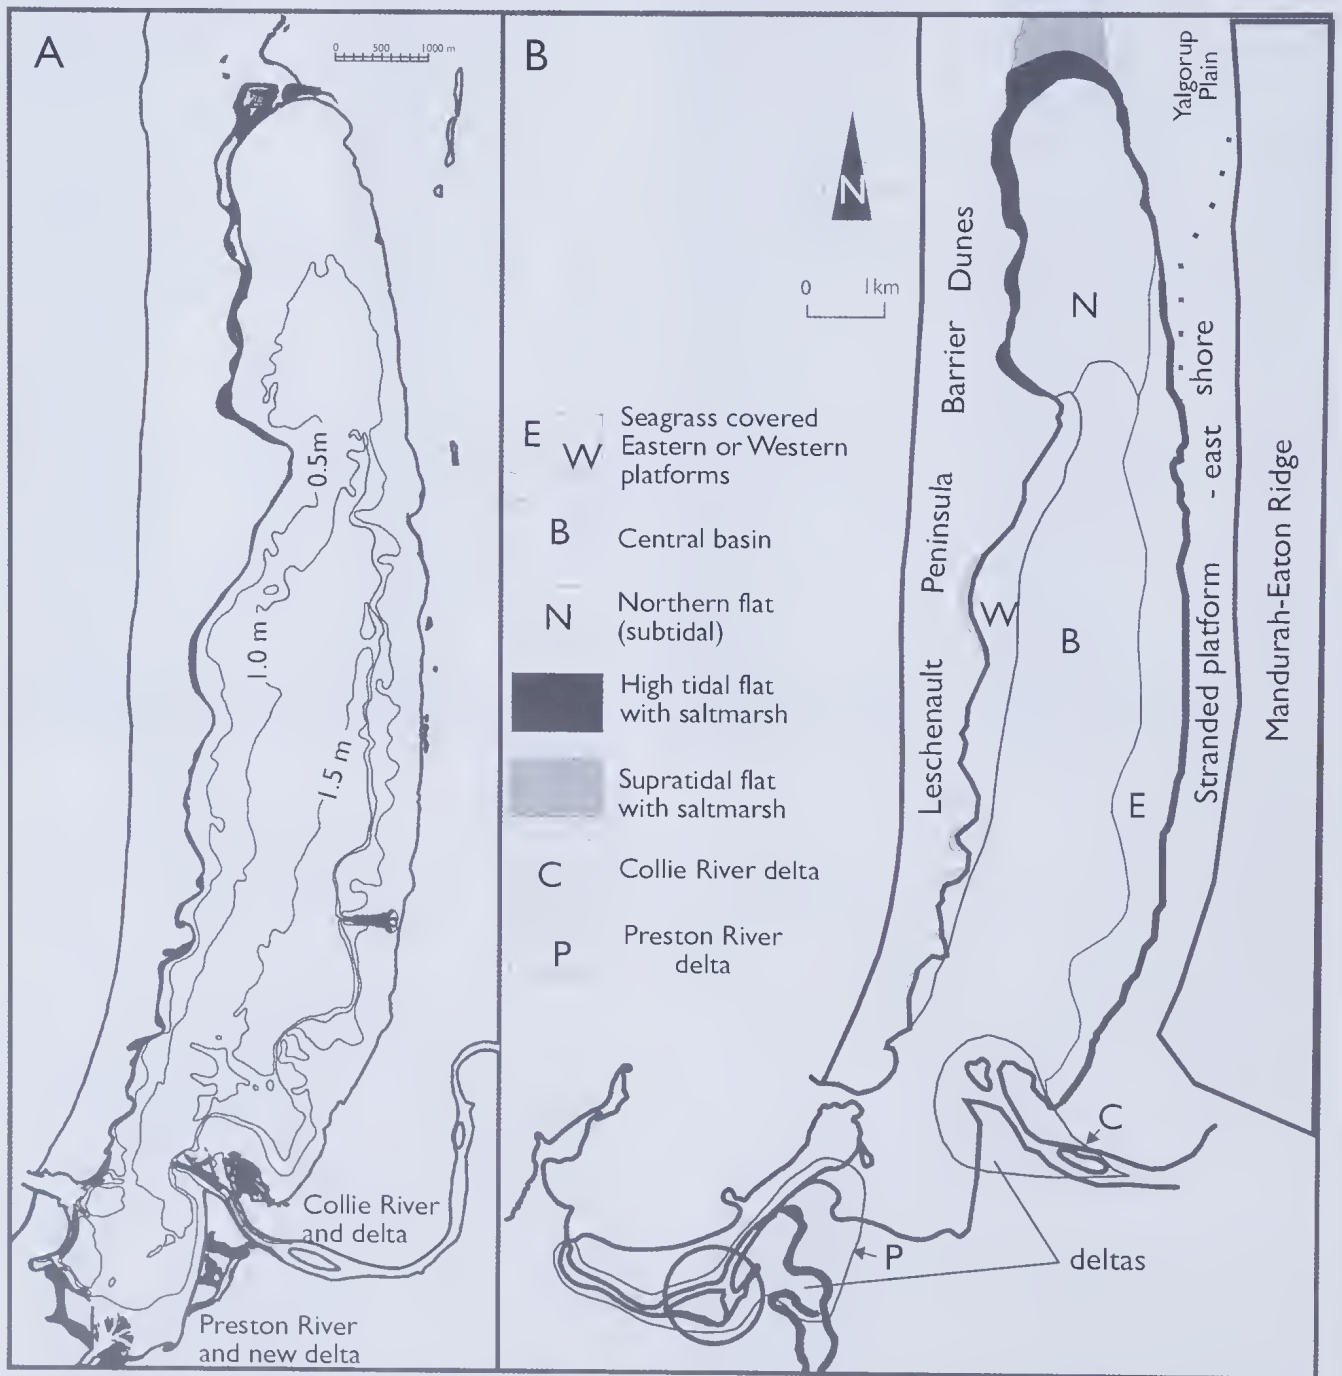 A
0 500 1000 m
0.5m
1.0 m
1.5 m
Collie River
and delta
Preston River
and new delta
B
N
0 1km
E
W
Seagrass covered
Eastern or Western
platforms
B
Central basin
N
Northern flat
(subtidal)
High tidal flat
with saltmarsh
Supratidal flat
with saltmarsh
C
Collie River delta
P
Preston River
delta
Leschenault Peninsula Barrier Dunes
N
W
B
E
Yalgorup
Plain
Stranded platform - east shore
Mandurah-Eaton Ridge
C
P
deltas